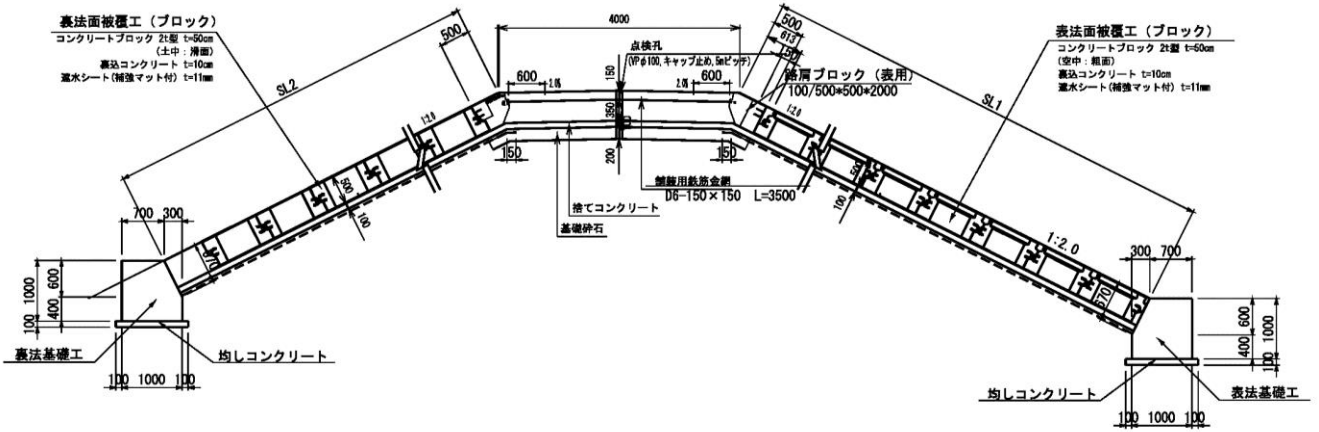 裏法面被覆工（ブロック）
コンクリートブロック 2t型 t=50cm
（土中：滑面）
裏込コンクリート t=10cm
遮水シート(補強マット付) t=11mm
表法面被覆工（ブロック）
コンクリートブロック 2t型 t=50cm
（空中：粗面）
裏込コンクリート t=10cm
遮水シート(補強マット付) t=11mm
4000
500
500
613
150
点検孔
(VPφ100,キャップ止め,5mピッチ)
路肩ブロック（表用）
100/500*500*2000
600
2.0%
2.0%
600
150
350
200
SL2
SL1
1:2.0
1:2.0
150
150
舗装用鉄筋金網
D6-150×150 L=3500
捨てコンクリート
基礎砕石
500
100
500
100
670
670
1:2.0
700
300
300
700
1000
600
400
100
600
400
1000
100
裏法基礎工
均しコンクリート
均しコンクリート
表法基礎工
100
1000
100
100
1000
100